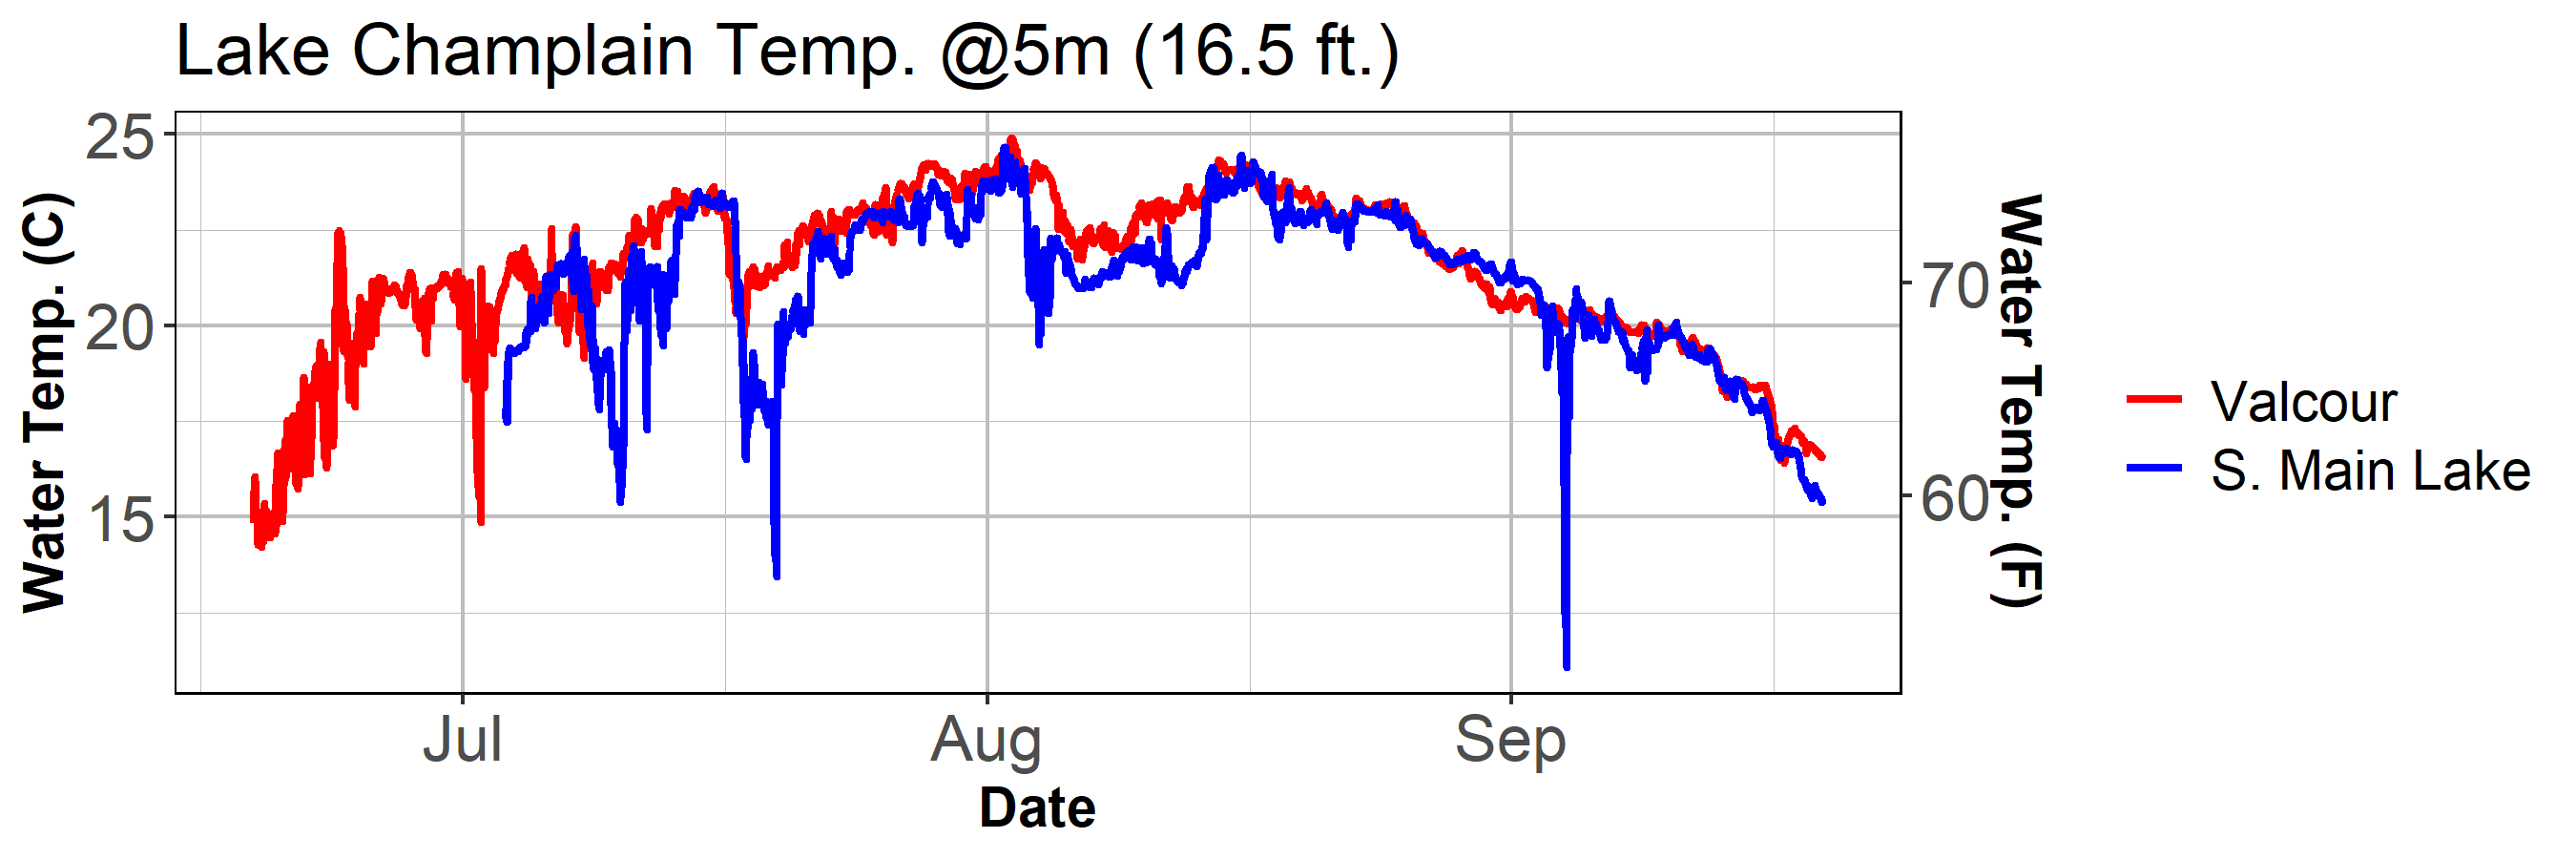 Lake Champlain Temp. @5m (16.5 ft.)
Water Temp. (C)
25
20
15
70
60
Water Temp. (F)
Jul Aug Sep
Date
Valcour
S. Main Lake